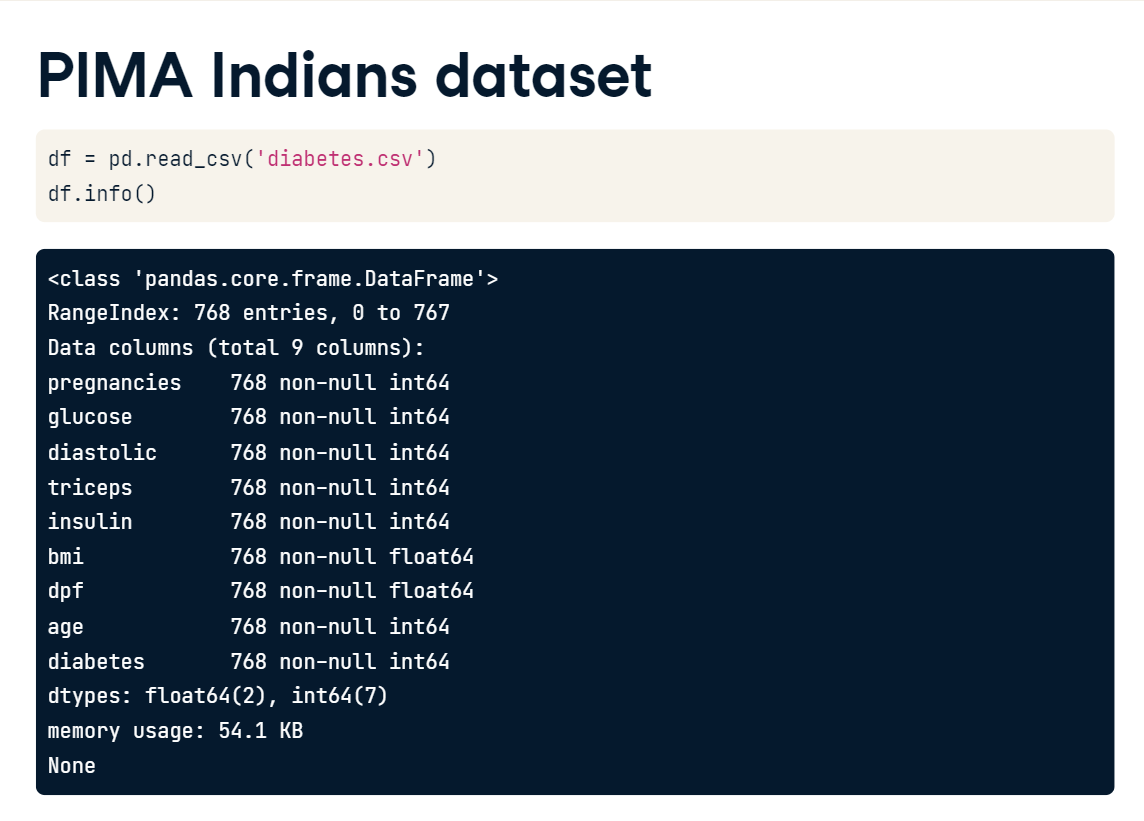 PIMA Indians dataset
df = pd.read_csv('diabetes.csv')
df.info()
<class 'pandas.core.frame.DataFrame'>
RangeIndex: 768 entries, 0 to 767
Data columns (total 9 columns):
pregnancies    768 non-null int64
glucose        768 non-null int64
diastolic      768 non-null int64
triceps        768 non-null int64
insulin        768 non-null int64
bmi            768 non-null float64
dpf            768 non-null float64
age            768 non-null int64
diabetes       768 non-null int64
dtypes: float64(2), int64(7)
memory usage: 54.1 KB
None